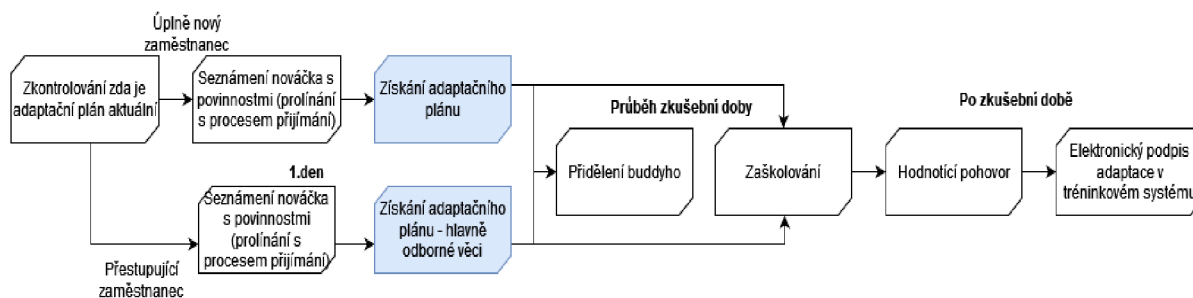 Úplně nový
zaměstnanec
Zkontrolování zda je
adaptační plán aktuální
Seznámení nováčka s
povinnostmi (prolínání
s procesem přijímání)
Získání adaptačního
plánu
Průběh zkušební doby
Po zkušební době
Přidělení buddyho
Zaškolování
Hodnotící pohovor
Elektronický podpis
adaptace v
tréninkovém systému
1.den
Seznámení nováčka
s povinnostmi
(prolínání s
procesem přijímání)
Získání adaptačního
plánu - hlavně
odborné věci
Přestupující
zaměstnanec